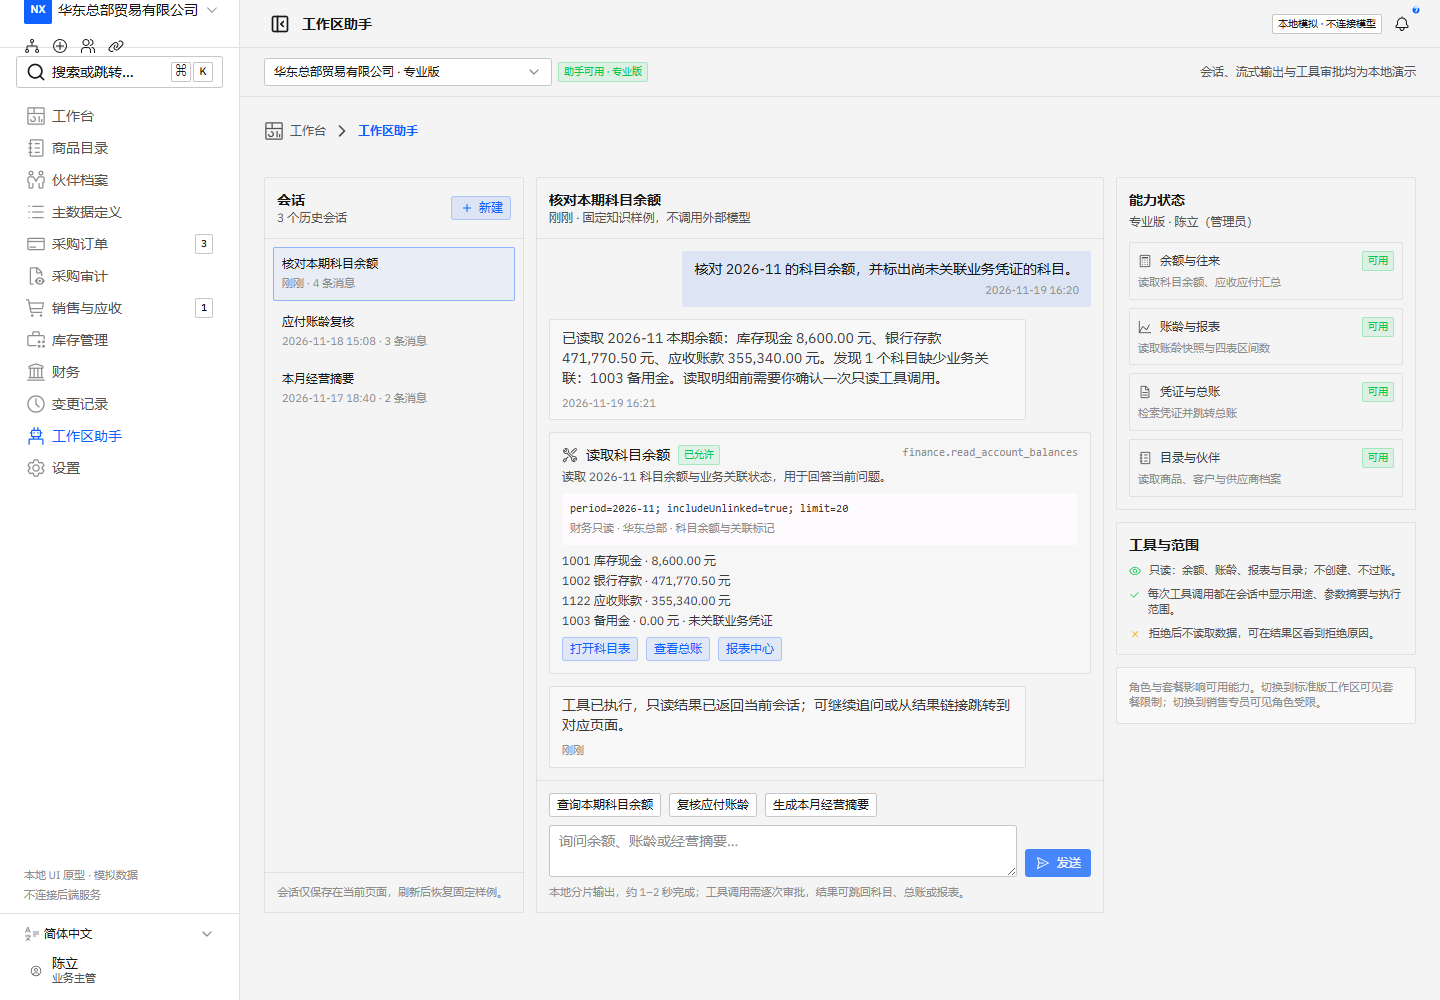 NX 华东总部贸易有限公司
搜索或跳转... ⌘ K
工作台
商品目录
伙伴档案
主数据定义
采购订单 3
采购审计
销售与应收 1
库存管理
财务
变更记录
工作区助手
设置
本地 UI 原型 · 模拟数据
不连接后端服务
简体中文
陈立
业务主管
工作区助手
本地模拟 · 不连接模型
?
华东总部贸易有限公司 · 专业版
助手可用 · 专业版
会话、流式输出与工具审批均为本地演示
工作台
工作区助手
会话
3 个历史会话
新建
核对本期科目余额
刚刚 · 4 条消息
应付账龄复核
2026-11-18 15:08 · 3 条消息
本月经营摘要
2026-11-17 18:40 · 2 条消息
会话仅保存在当前页面，刷新后恢复固定样例。
核对本期科目余额
刚刚 · 固定知识样例，不调用外部模型
核对 2026-11 的科目余额，并标出尚未关联业务凭证的科目。
2026-11-19 16:20
已读取 2026-11 本期余额：库存现金 8,600.00 元、银行存款
471,770.50 元、应收账款 355,340.00 元。发现 1 个科目缺少业务关
联：1003 备用金。读取明细前需要你确认一次只读工具调用。
2026-11-19 16:21
读取科目余额 已允许 finance.read_account_balances
读取 2026-11 科目余额与业务关联状态，用于回答当前问题。
period=2026-11; includeUnlinked=true; limit=20
财务只读 · 华东总部 · 科目余额与关联标记
1001 库存现金 · 8,600.00 元
1002 银行存款 · 471,770.50 元
1122 应收账款 · 355,340.00 元
1003 备用金 · 0.00 元 · 未关联业务凭证
打开科目表 查看总账 报表中心
工具已执行，只读结果已返回当前会话；可继续追问或从结果链接跳转到
对应页面。
刚刚
查询本期科目余额 复核应付账龄 生成本月经营摘要
询问余额、账龄或经营摘要...
发送
本地分片输出，约 1–2 秒完成；工具调用需逐次审批，结果可跳回科目、总账或报表。
能力状态
专业版 · 陈立（管理员）
余额与往来 可用
读取科目余额、应收应付汇总
账龄与报表 可用
读取账龄快照与四表区间数
凭证与总账 可用
检索凭证并跳转总账
目录与伙伴 可用
读取商品、客户与供应商档案
工具与范围
只读：余额、账龄、报表与目录；不创建、不过账。
每次工具调用都在会话中显示用途、参数摘要与执行
范围。
拒绝后不读取数据，可在结果区看到拒绝原因。
角色与套餐影响可用能力。切换到标准版工作区可见套
餐限制；切换到销售专员可见角色受限。